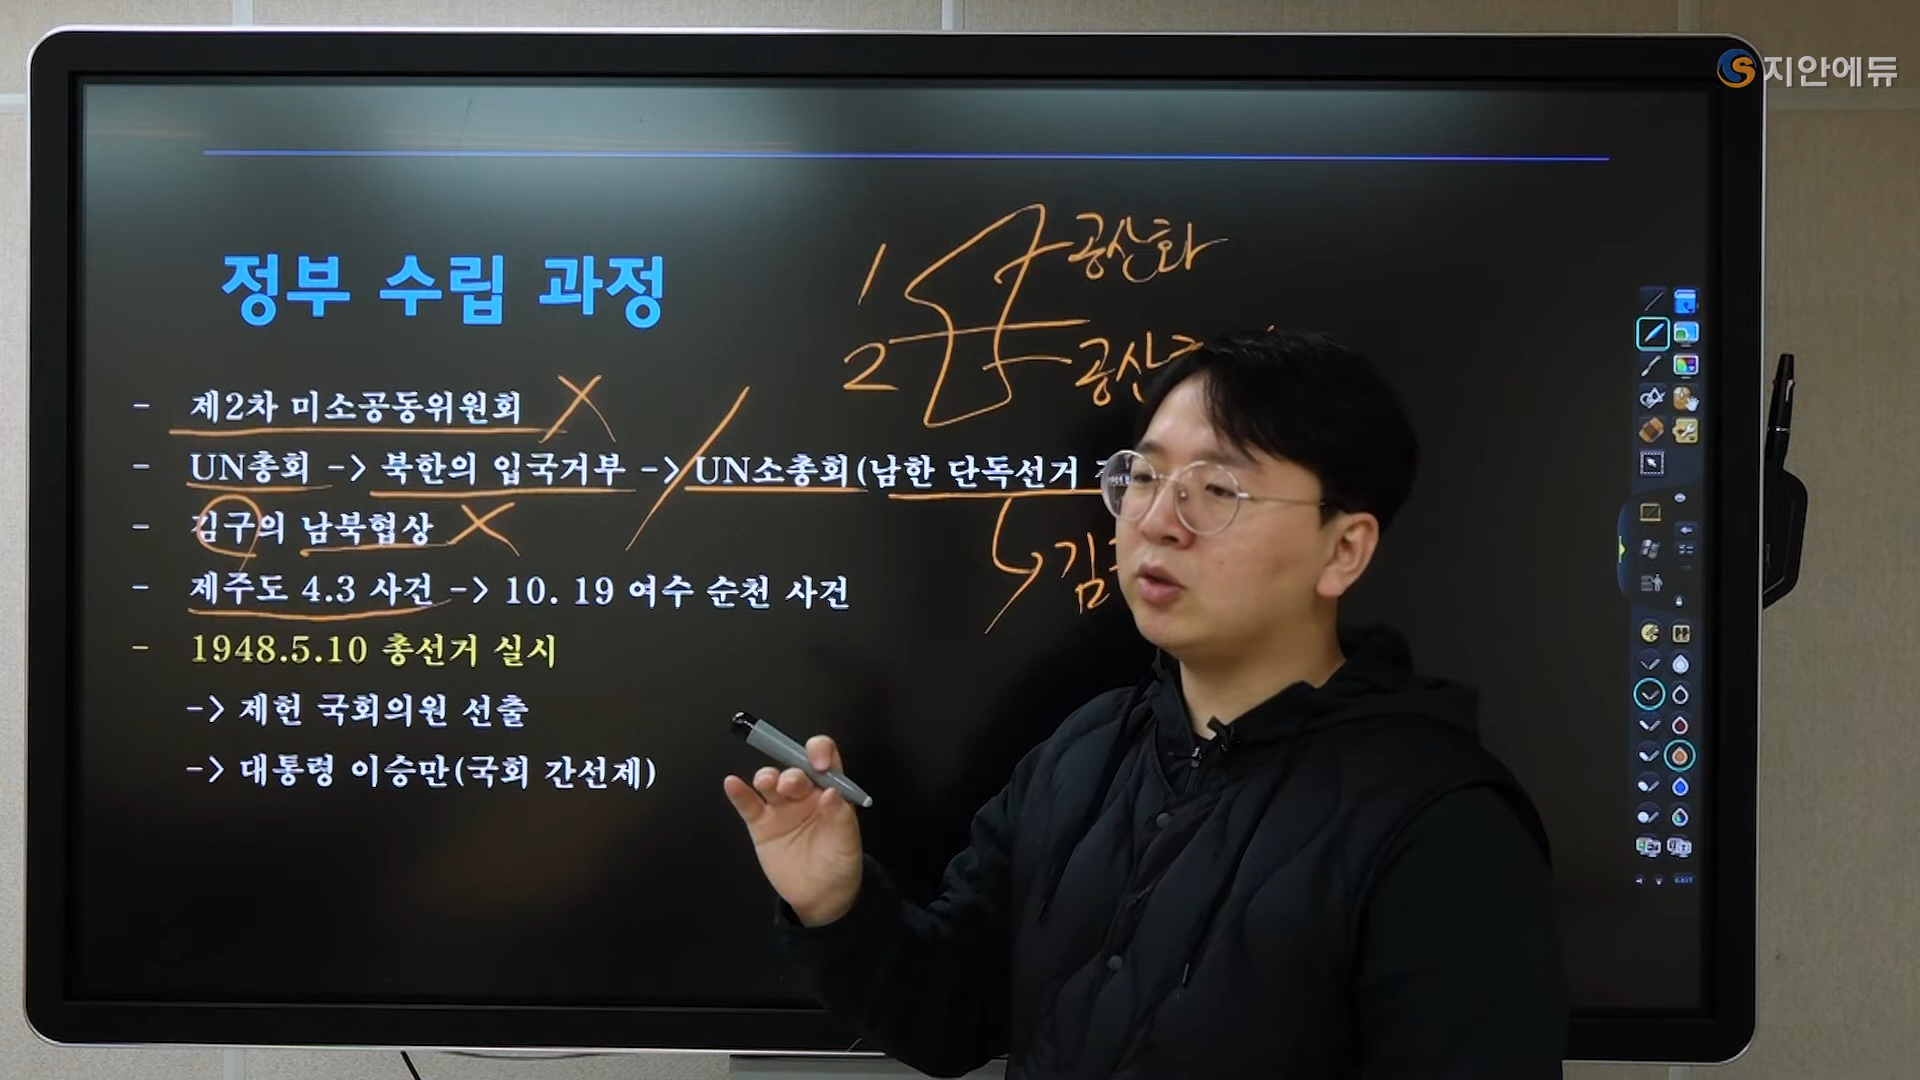 지안에듀
정부 수립 과정
1 공산화
2 공산
- 제2차 미소공동위원회
- UN총회 -> 북한의 입국거부 -> UN소총회(남한 단독선거
- 김구의 남북협상
김
- 제주도 4.3 사건 -> 10. 19 여수 순천 사건
- 1948.5.10 총선거 실시
-> 제헌 국회의원 선출
-> 대통령 이승만(국회 간선제)